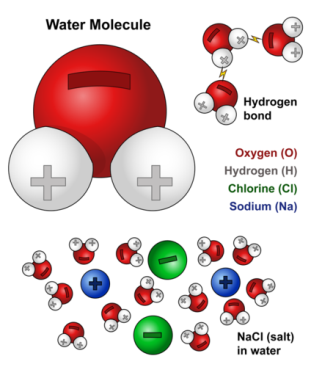 Water Molecule
Hydrogen
bond
Oxygen (O)
Hydrogen (H)
Chlorine (Cl)
Sodium (Na)
NaCl (salt)
in water